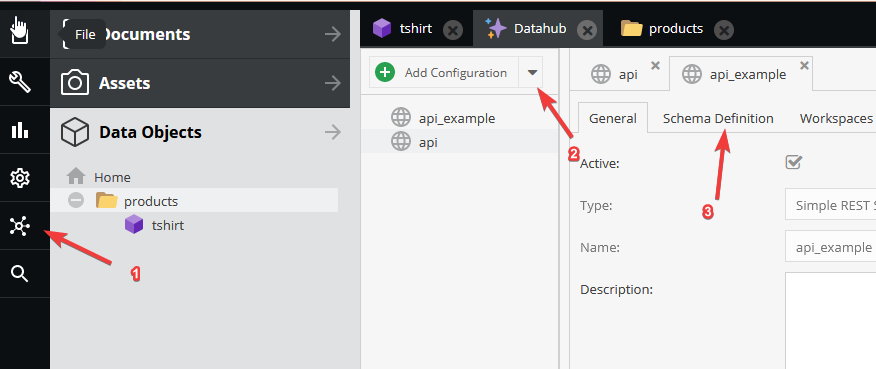 File
Documents
Assets
Data Objects
Home
products
tshirt
1
tshirt
Datahub
products
Add Configuration
api_example
api
2
api
api_example
General
Schema Definition
Workspaces
3
Active:
Type:
Simple REST S
Name:
api_example
Description: